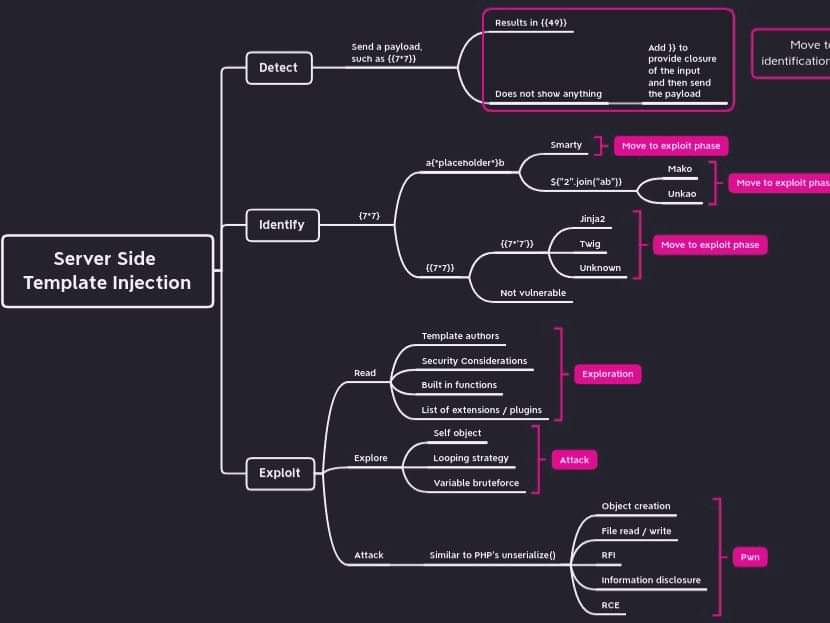 Server Side
Template Injection
Detect
Send a payload,
such as {{7*7}}
Results in {{49}}
Does not show anything
Add }} to
provide closure
of the input
and then send
the payload
Move to
identification
Identify
{7*7}
a{*placeholder*}b
Smarty
Move to exploit phase
${"2".join("ab")}
Mako
Unkao
Move to exploit phas
{{7*7}}
{{7*'7'}}
Jinja2
Twig
Unknown
Move to exploit phase
Not vulnerable
Exploit
Read
Template authors
Security Considerations
Built in functions
List of extensions / plugins
Exploration
Explore
Self object
Looping strategy
Variable bruteforce
Attack
Attack
Similar to PHP's unserialize()
Object creation
File read / write
RFI
Information disclosure
RCE
Pwn